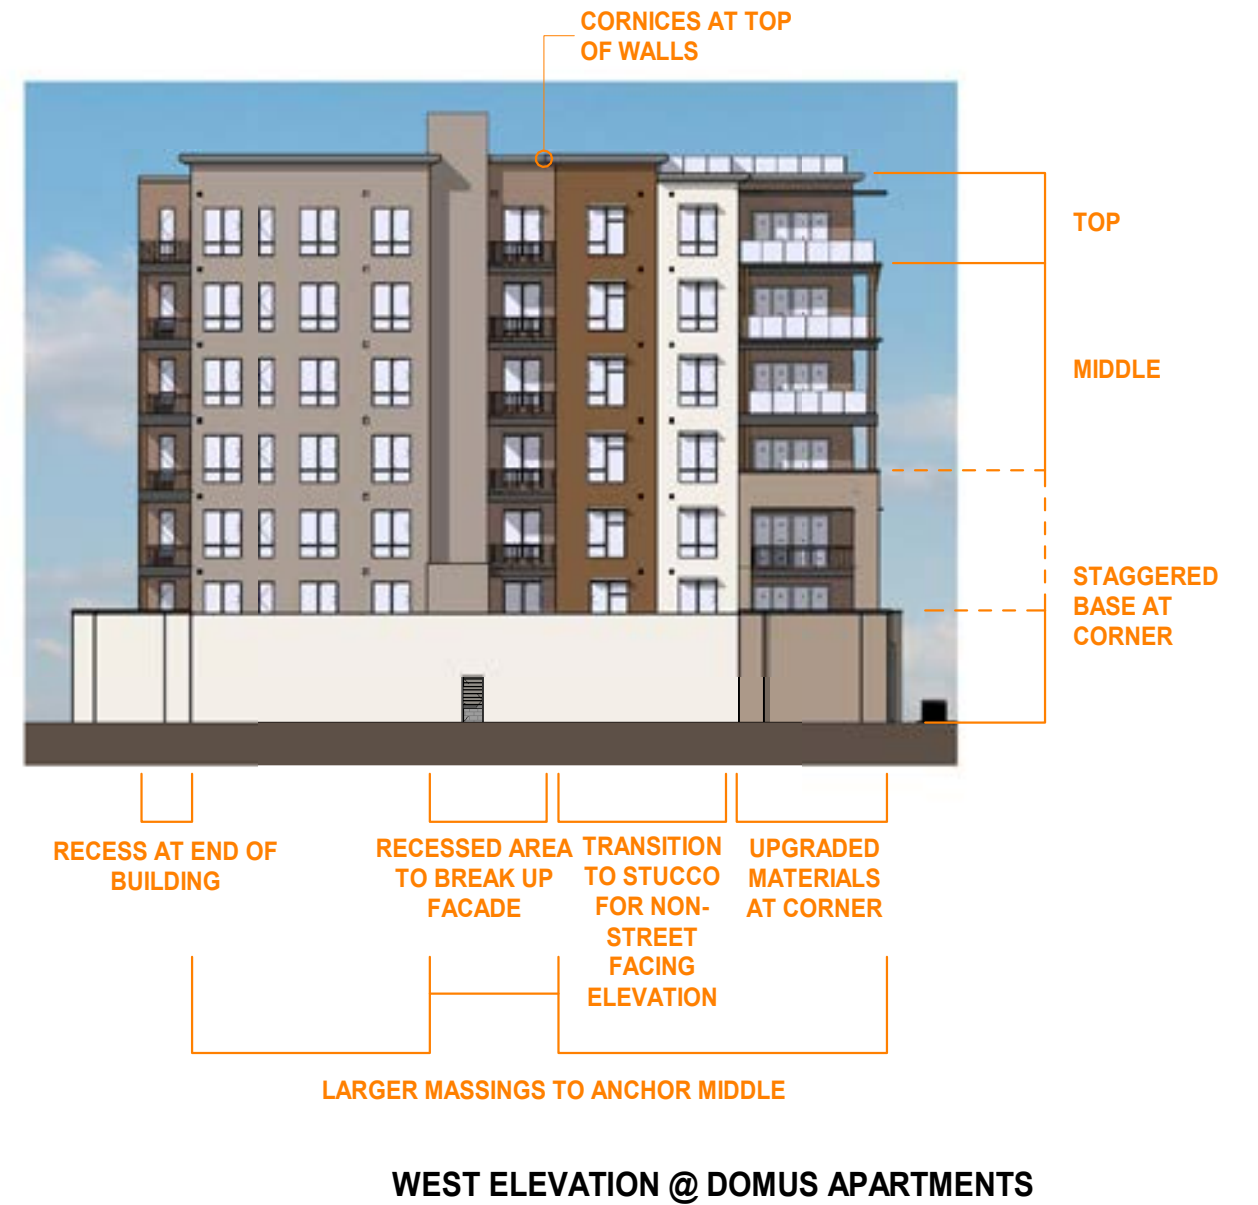 CORNICES AT TOP
OF WALLS
TOP
MIDDLE
STAGGERED
BASE AT
CORNER
RECESS AT END OF
BUILDING
RECESSED AREA
TO BREAK UP
FACADE
TRANSITION
TO STUCCO
FOR NON-
STREET
FACING
ELEVATION
UPGRADED
MATERIALS
AT CORNER
LARGER MASSINGS TO ANCHOR MIDDLE
WEST ELEVATION @ DOMUS APARTMENTS